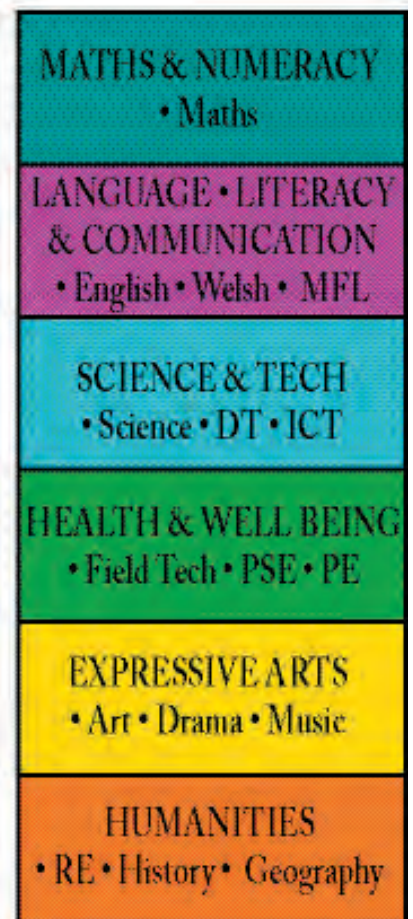 MATHS & NUMERACY
• Maths
LANGUAGE • LITERACY
& COMMUNICATION
• English • Welsh • MFL
SCIENCE & TECH
• Science • DT • ICT
HEALTH & WELL BEING
• Field Tech • PSE • PE
EXPRESSIVE ARTS
• Art • Drama • Music
HUMANITIES
• RE • History • Geography